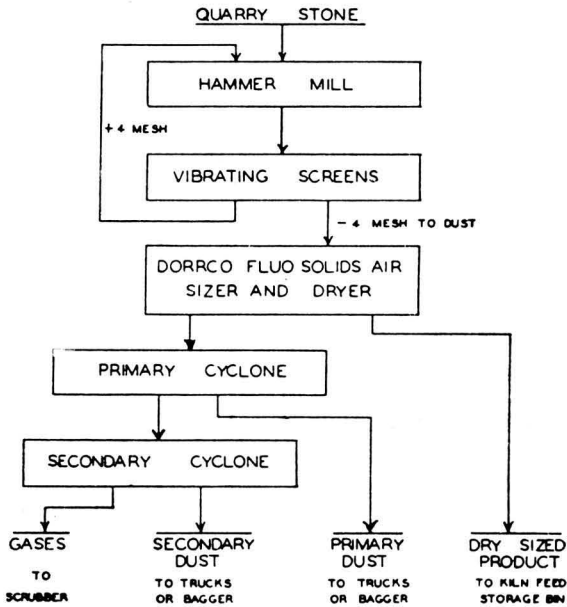 QUARRY STONE
HAMMER MILL
+4 MESH
VIBRATING SCREENS
-4 MESH TO DUST
DORRCO FLUO SOLIDS AIR
SIZER AND DRYER
PRIMARY CYCLONE
SECONDARY CYCLONE
GASES
TO
SCRUBBER
SECONDARY
DUST
TO TRUCKS
OR BAGGER
PRIMARY
DUST
TO TRUCKS
OR BAGGER
DRY SIZED
PRODUCT
TO KILN FEED
STORAGE BIN